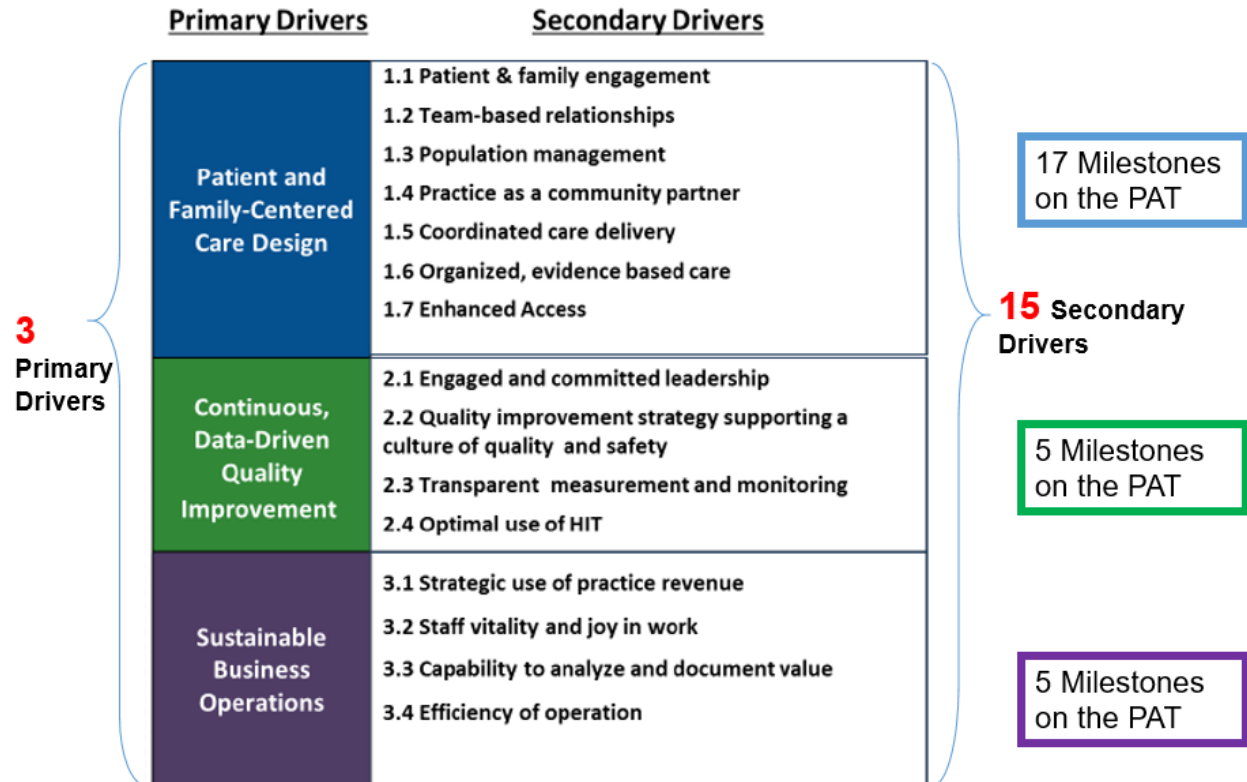 Primary Drivers
Secondary Drivers
3
Primary
Drivers
Patient and
Family-Centered
Care Design
1.1 Patient & family engagement
1.2 Team-based relationships
1.3 Population management
1.4 Practice as a community partner
1.5 Coordinated care delivery
1.6 Organized, evidence based care
1.7 Enhanced Access
Continuous,
Data-Driven
Quality
Improvement
2.1 Engaged and committed leadership
2.2 Quality improvement strategy supporting a
culture of quality and safety
2.3 Transparent measurement and monitoring
2.4 Optimal use of HIT
Sustainable
Business
Operations
3.1 Strategic use of practice revenue
3.2 Staff vitality and joy in work
3.3 Capability to analyze and document value
3.4 Efficiency of operation
15 Secondary
Drivers
17 Milestones
on the PAT
5 Milestones
on the PAT
5 Milestones
on the PAT